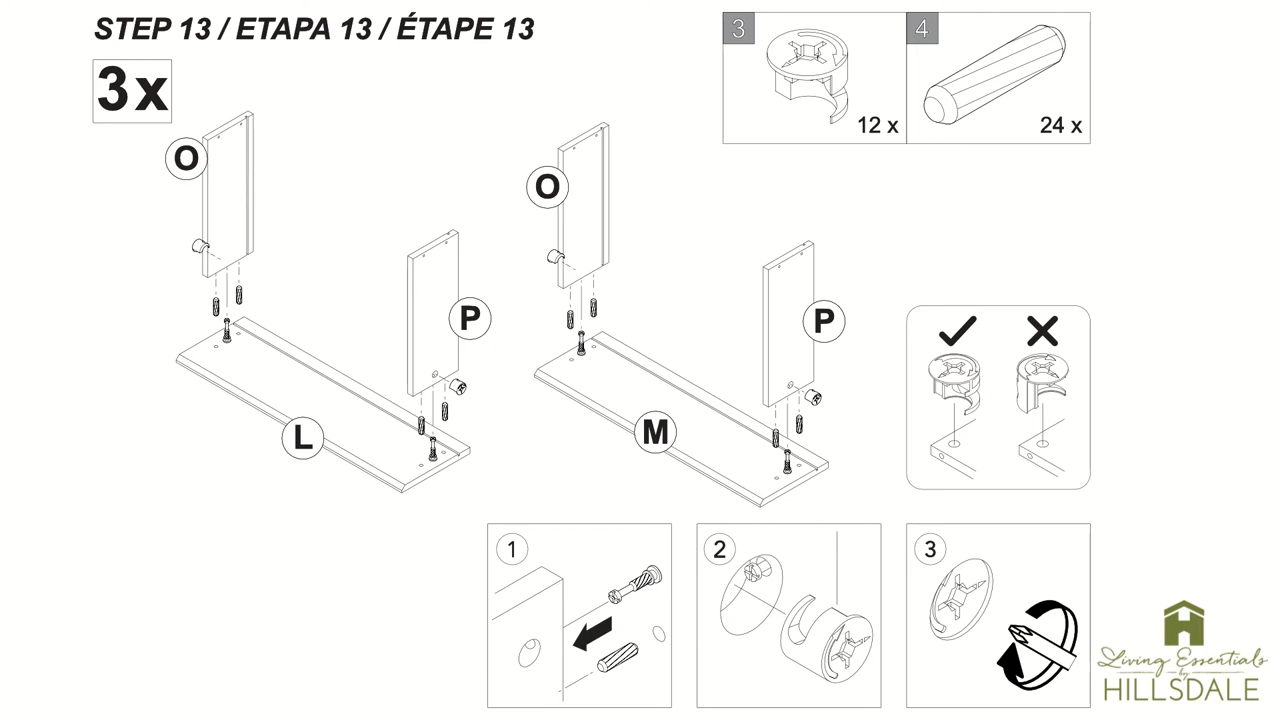 STEP 13 / ETAPA 13 / ÉTAPE 13
3x
3
12 x
4
24 x
O
P
L
O
P
M
1
2
3
Living Essentials
by
HILLSDALE